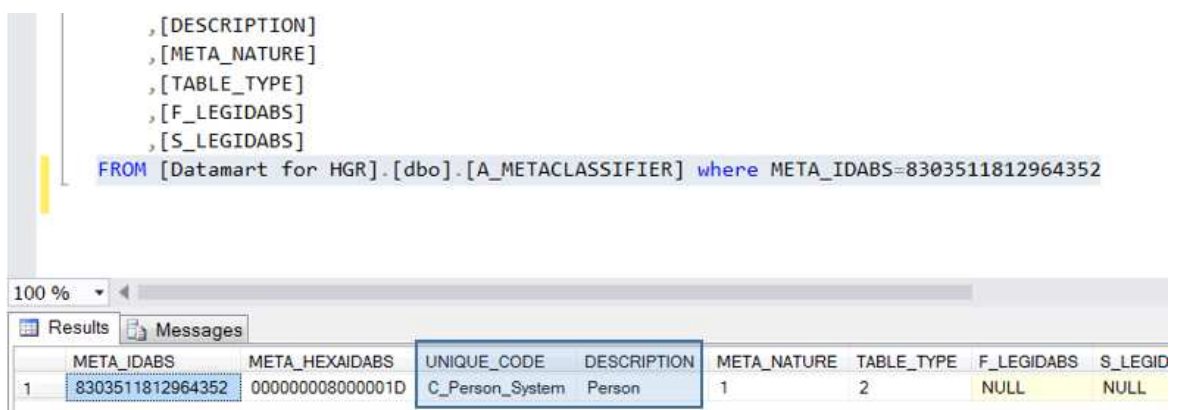 ,[DESCRIPTION]
,[META_NATURE]
,[TABLE_TYPE]
,[F_LEGIDABS]
,[S_LEGIDABS]
FROM [Datamart for HGR].[dbo].[A_METACLASSIFIER] where META_IDABS=8303511812964352
100 %
Results Messages
META_IDABS META_HEXAIDABS UNIQUE_CODE DESCRIPTION META_NATURE TABLE_TYPE F_LEGIDABS S_LEGID
1 8303511812964352 000000008000001D C_Person_System Person 1 2 NULL NULL